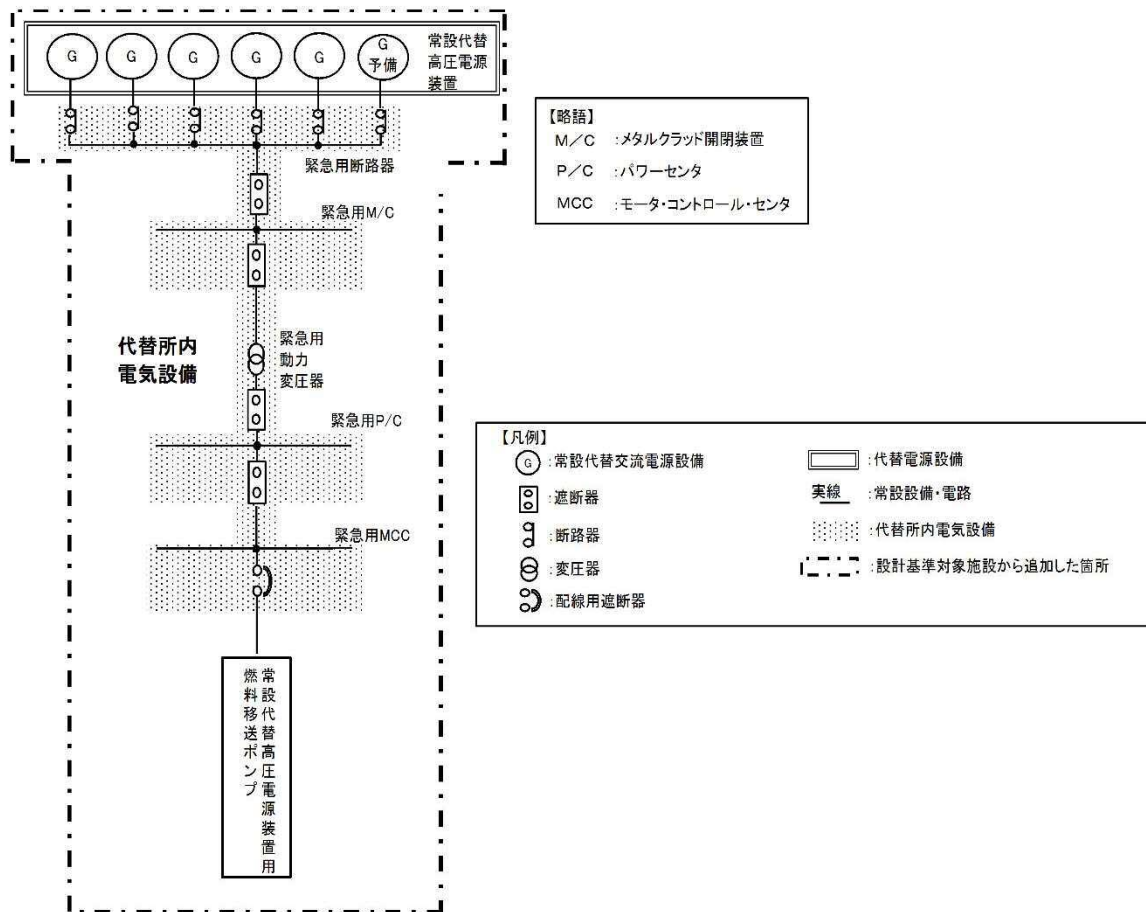 G
G
G
G
G
G
予備
常設代替
高圧電源
装置
緊急用断路器
緊急用M/C
【略語】
M/C :メタルクラッド開閉装置
P/C :パワーセンタ
MCC :モータ・コントロール・センタ
代替所内
電気設備
緊急用
動力
変圧器
緊急用P/C
緊急用MCC
常設代替高圧電源装置用
燃料移送ポンプ
【凡例】
G :常設代替交流電源設備
:遮断器
:断路器
:変圧器
:配線用遮断器
:代替電源設備
実線 :常設設備・電路
:代替所内電気設備
:設計基準対象施設から追加した箇所